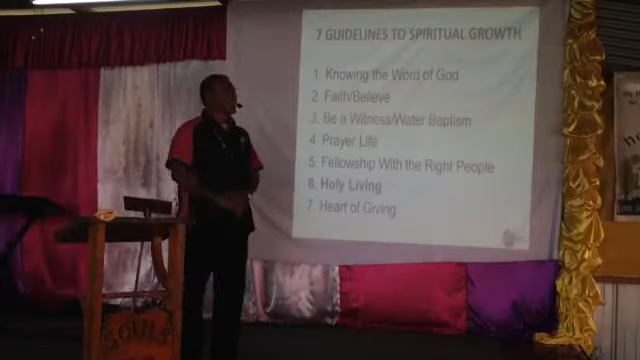 7 GUIDELINES TO SPIRITUAL GROWTH
1 Knowing the Word of God
2. Faith/Believe
3. Be a Witness/Water Baptism
4. Prayer Life
5. Fellowship With the Right People
6. Holy Living
7. Heart of Giving
SOULS